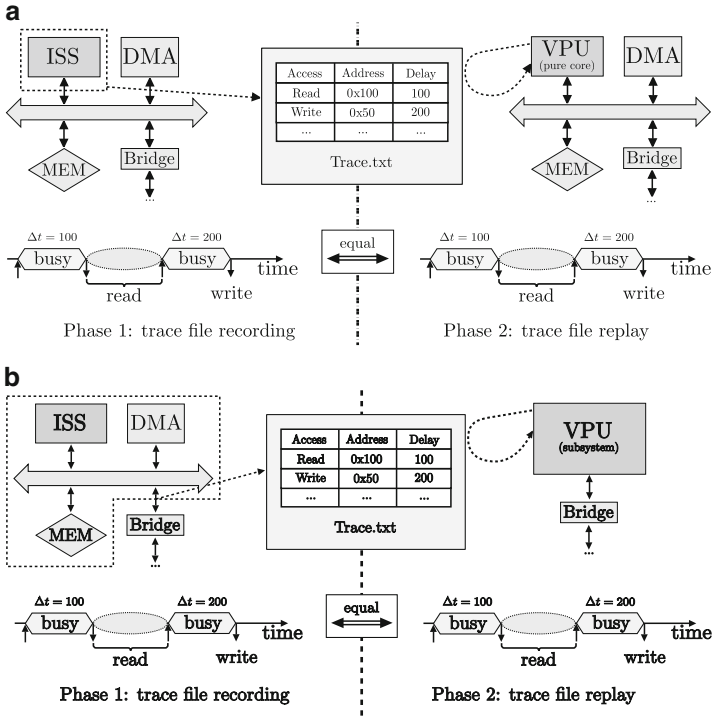 a
ISS
DMA
MEM
Bridge
...
Access Address Delay
Read 0x100 100
Write 0x50 200
... ... ...
Trace.txt
VPU
(pure core)
DMA
MEM
Bridge
...
Δt = 100
busy
Δt = 200
busy
time
read
write
equal
Δt = 100
busy
Δt = 200
busy
time
read
write
Phase 1: trace file recording
Phase 2: trace file replay
b
ISS
DMA
MEM
Bridge
...
Access Address Delay
Read 0x100 100
Write 0x50 200
... ... ...
Trace.txt
VPU
(subsystem)
Bridge
...
Δt = 100
busy
Δt = 200
busy
time
read
write
equal
Δt = 100
busy
Δt = 200
busy
time
read
write
Phase 1: trace file recording
Phase 2: trace file replay